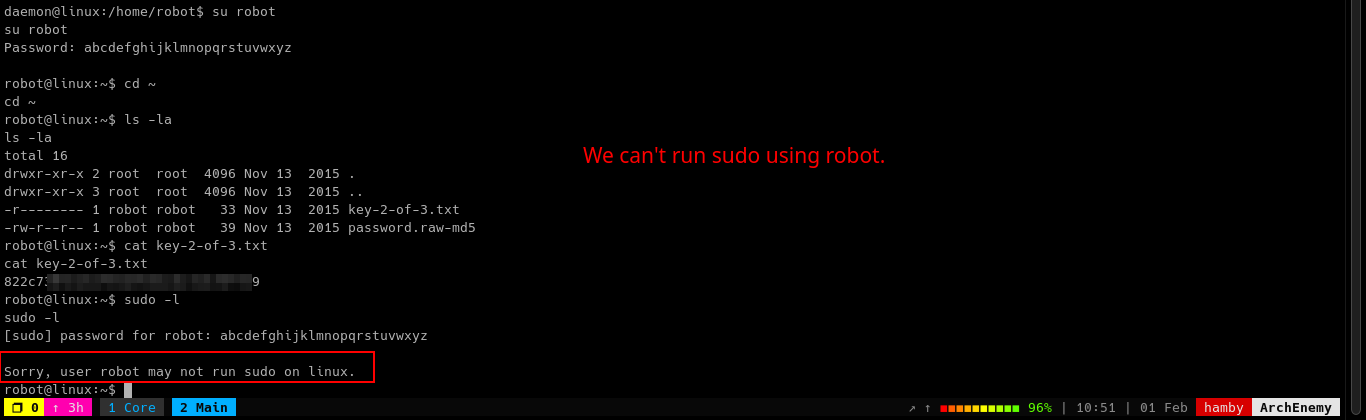 daemon@linux:/home/robot$ su robot
su robot
Password: abcdefghijklmnopqrstuvwxyz
robot@linux:~$ cd ~
cd ~
robot@linux:~$ ls -la
ls -la
We can't run sudo using robot.
total 16
drwxr-xr-x 2 root  root  4096 Nov 13  2015 .
drwxr-xr-x 3 root  root  4096 Nov 13  2015 ..
-r-------- 1 robot robot   33 Nov 13  2015 key-2-of-3.txt
-rw-r--r-- 1 robot robot   39 Nov 13  2015 password.raw-md5
robot@linux:~$ cat key-2-of-3.txt
cat key-2-of-3.txt
822c73 9
robot@linux:~$ sudo -l
sudo -l
[sudo] password for robot: abcdefghijklmnopqrstuvwxyz
Sorry, user robot may not run sudo on linux.
robot@linux:~$
0 ↑ 3h 1 Core 2 Main ↗ ↑ 96% | 10:51 | 01 Feb hamby ArchEnemy